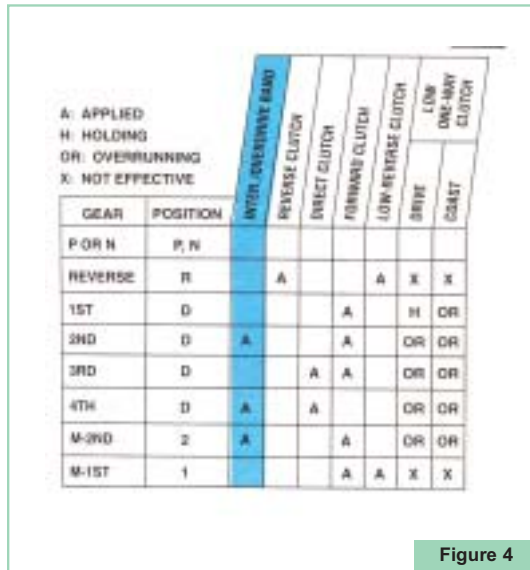 A: APPLIED
H: HOLDING
OR: OVERRUNNING
X: NOT EFFECTIVE
INTER./OVERDRIVE BAND
REVERSE CLUTCH
DIRECT CLUTCH
FORWARD CLUTCH
LOW-REVERSE CLUTCH
LOW
ONE-WAY
CLUTCH
DRIVE
COAST
GEAR POSITION
P OR N P, N
REVERSE R A A X X
1ST D A H OR
2ND D A A OR OR
3RD D A A OR OR
4TH D A A OR OR
M-2ND 2 A A OR OR
M-1ST 1 A A X X
Figure 4